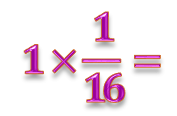 1 × 1/16 =